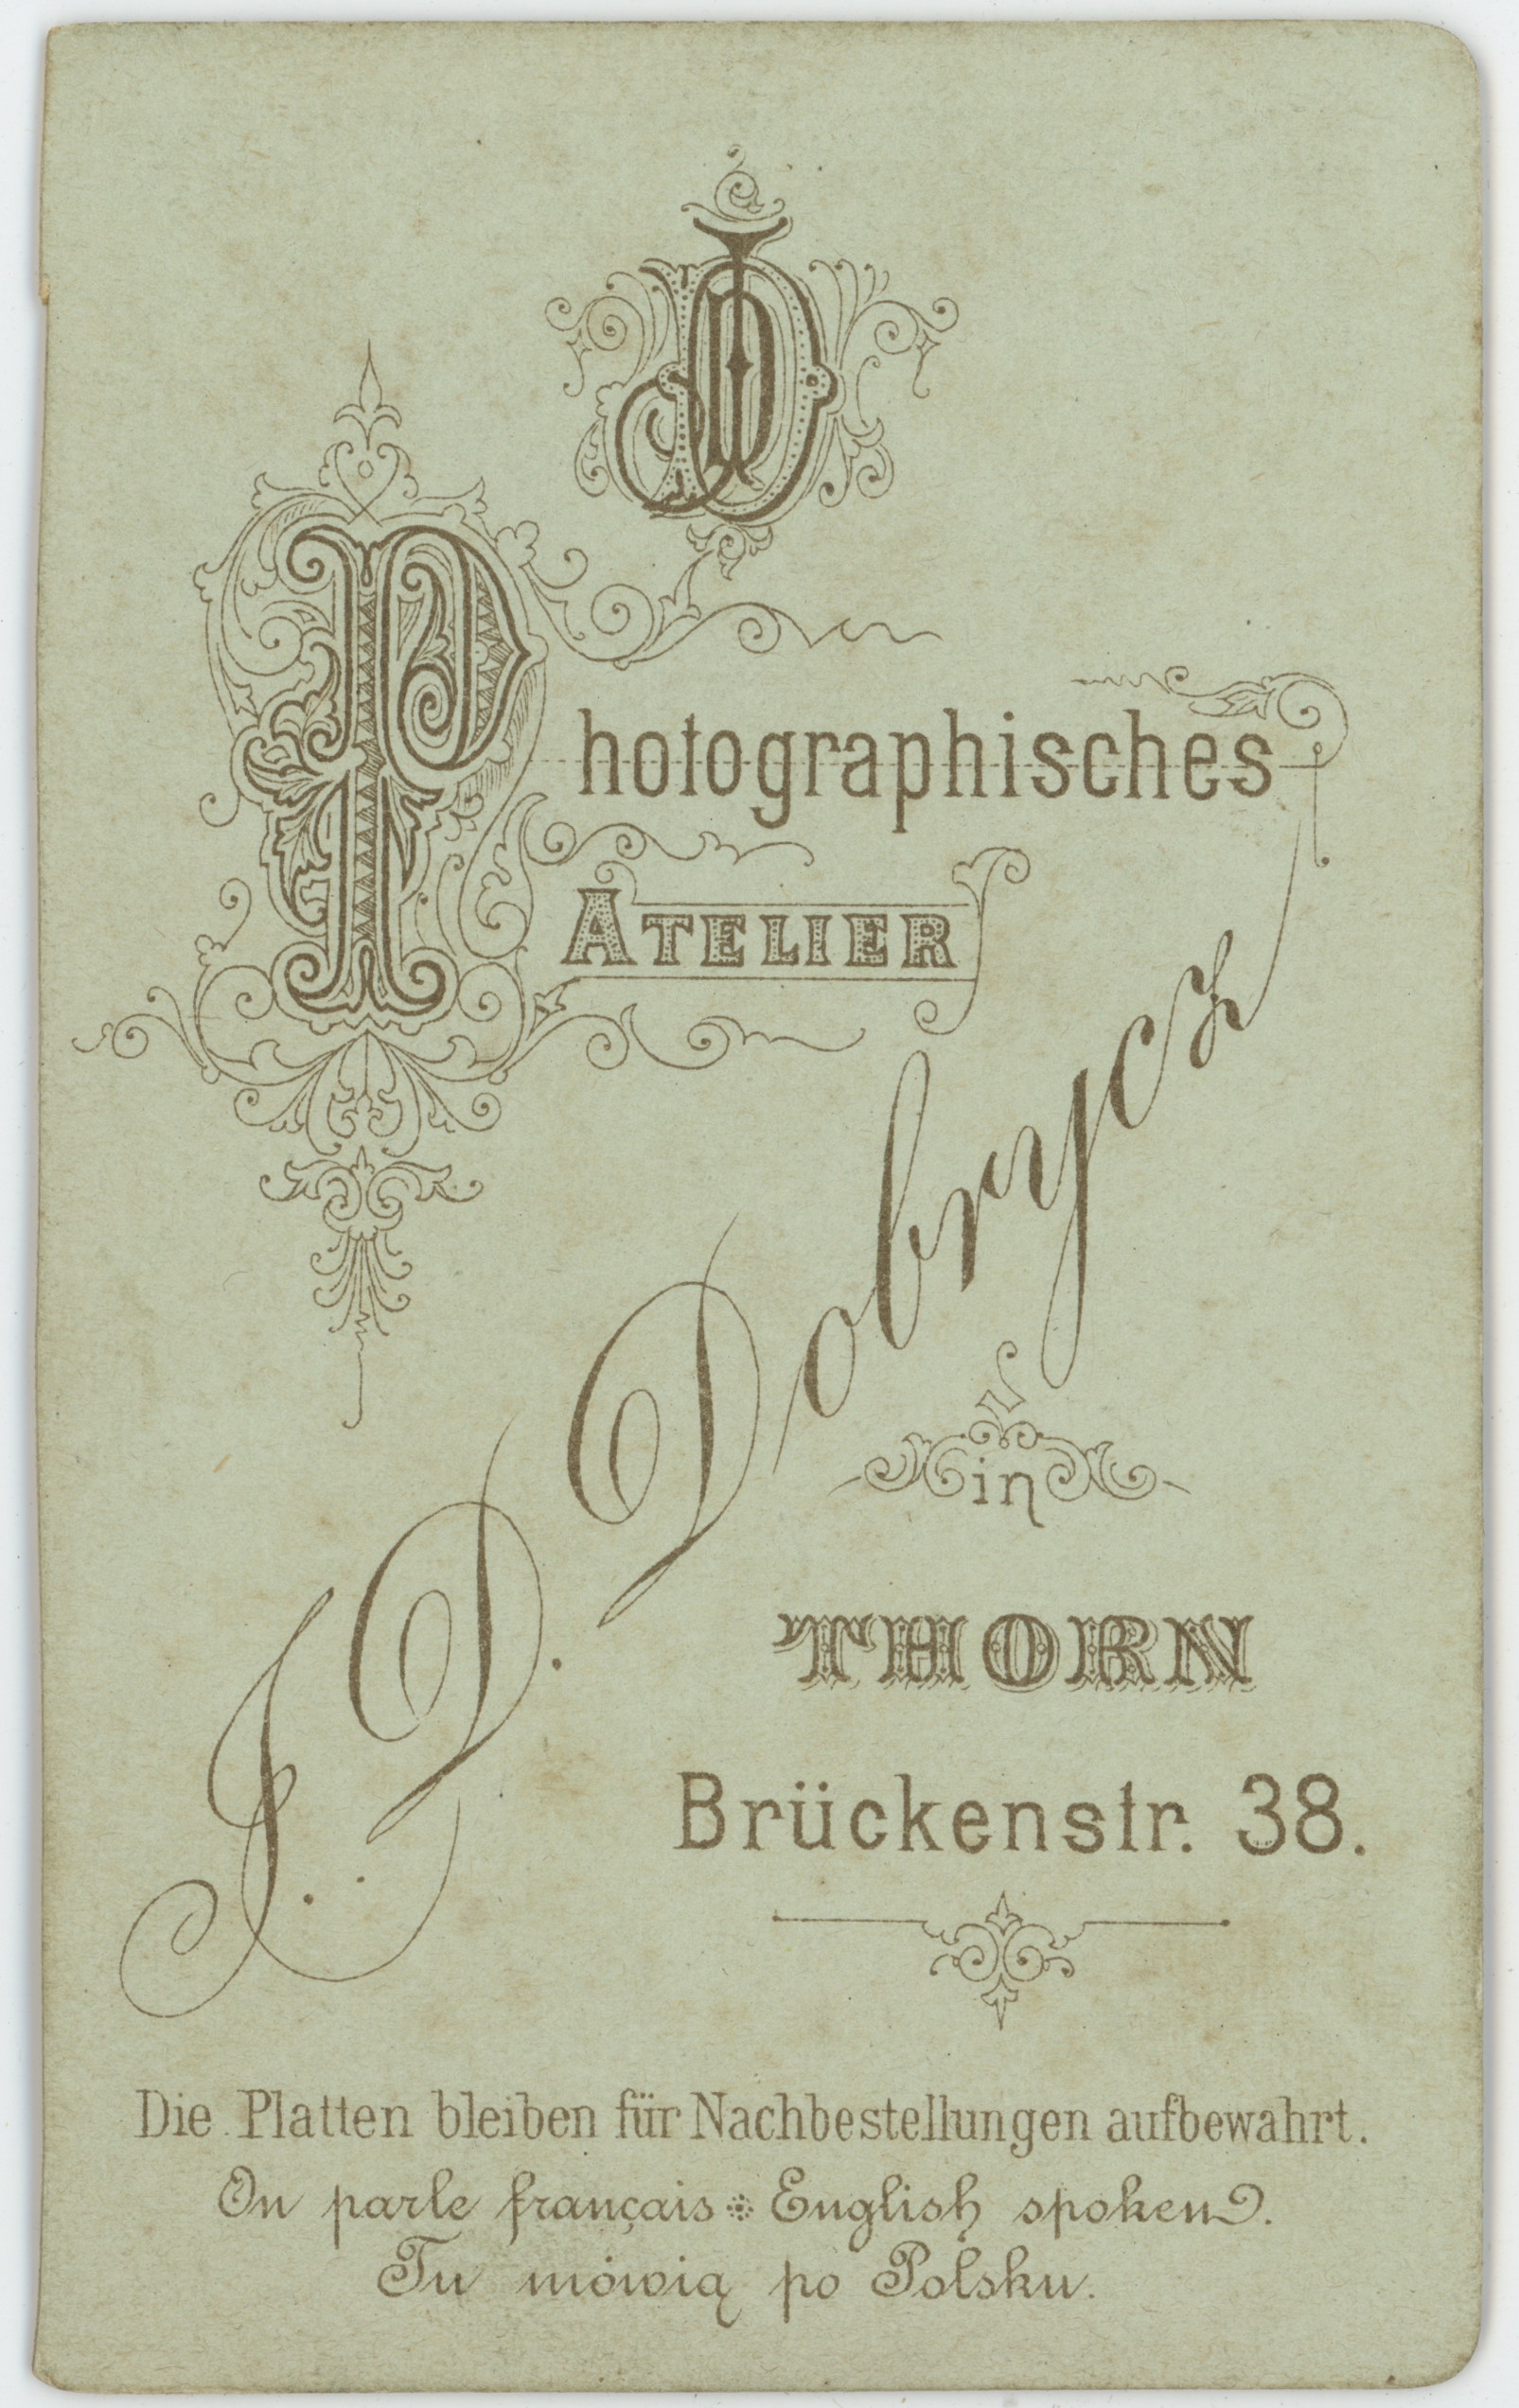 JD
Photographisches
ATELIER
J. D. Dobrycz
in
THORN
Brückenstr. 38.
Die Platten bleiben für Nachbestellungen aufbewahrt.
On parle français ⁕ English spoken.
Tu mówią po Polsku.